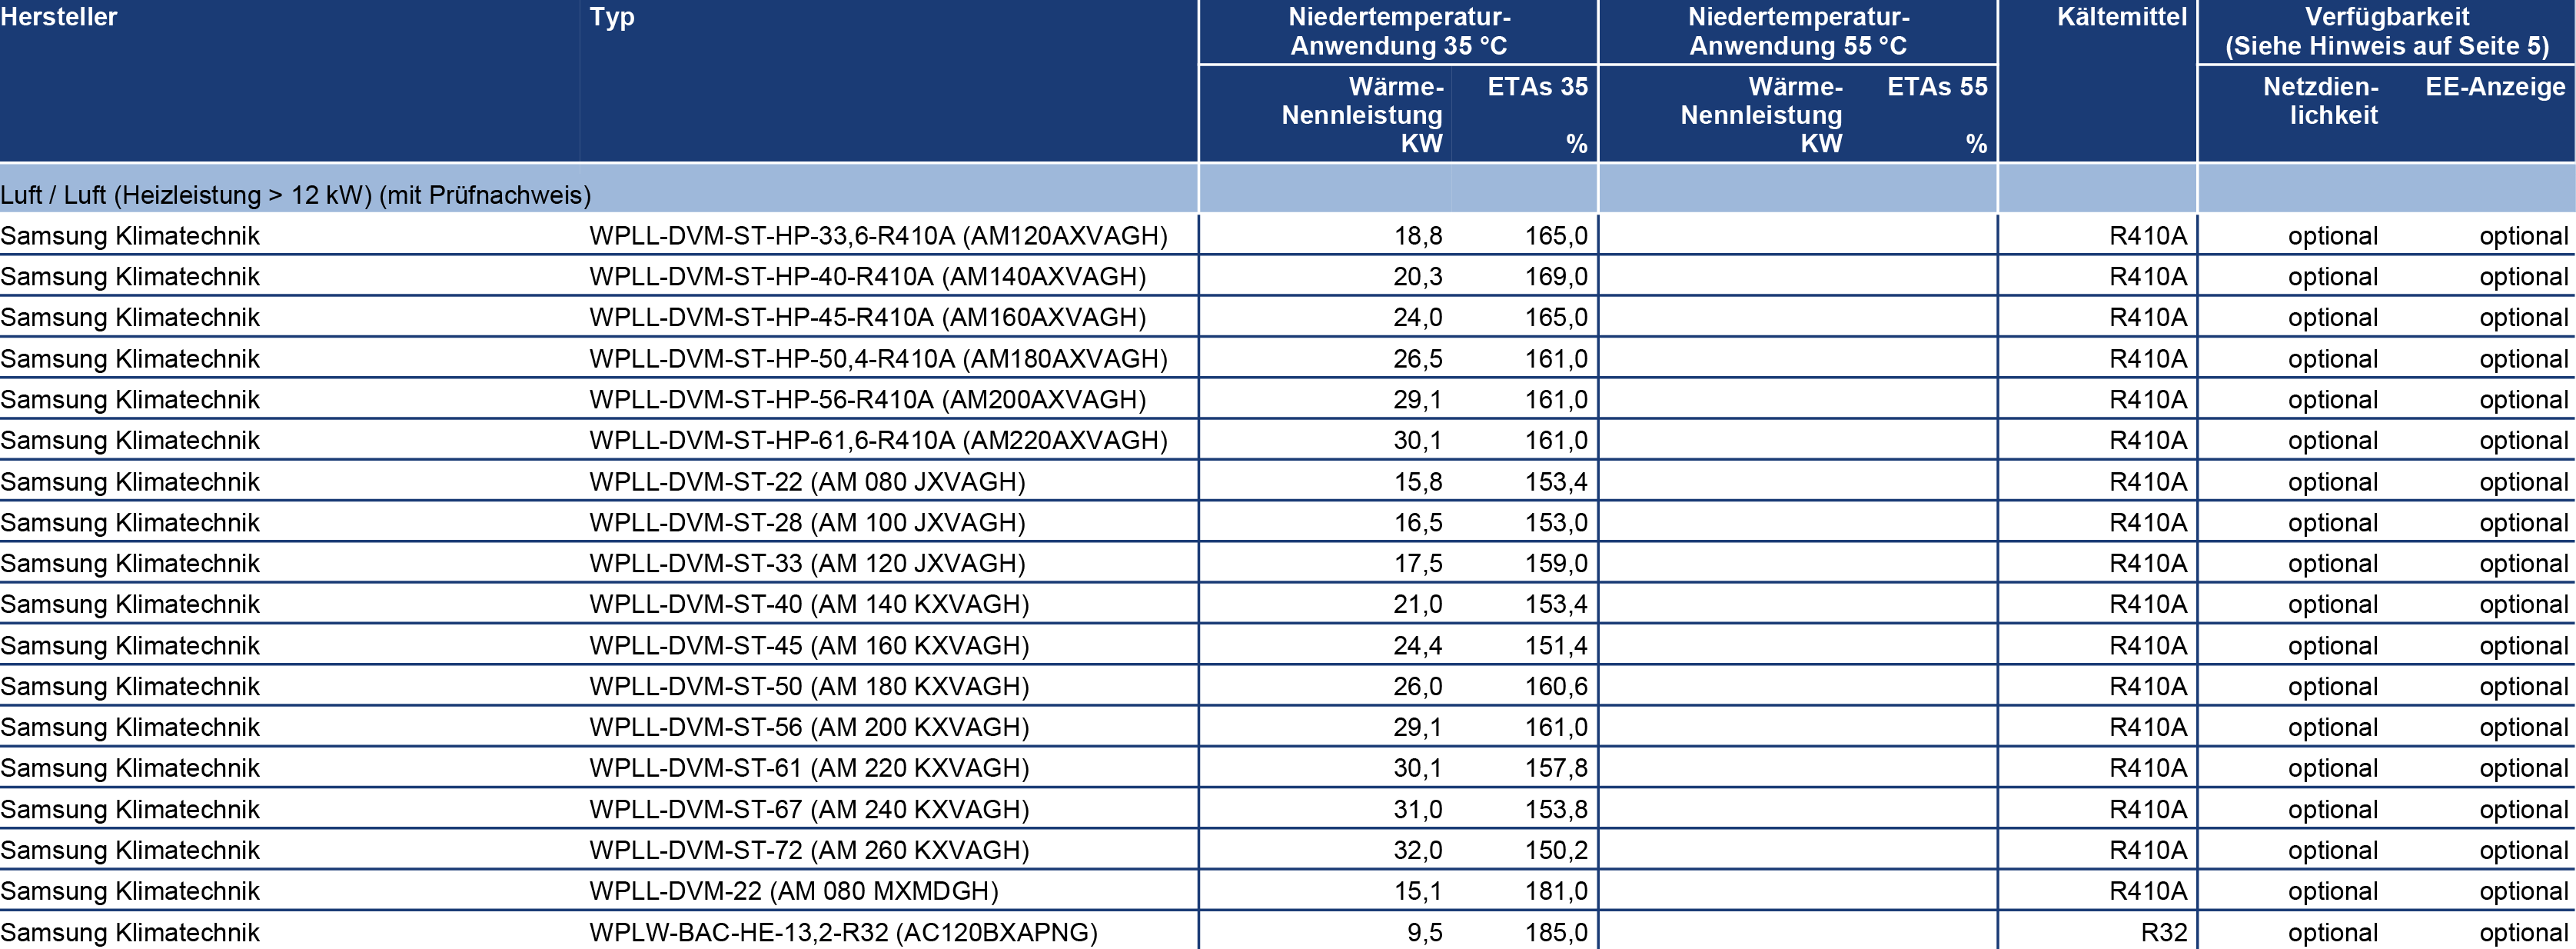 Hersteller Typ Niedertemperatur-Anwendung 35 °C Niedertemperatur-Anwendung 55 °C Kältemittel Verfügbarkeit (Siehe Hinweis auf Seite 5)
Wärme-Nennleistung KW ETAs 35 % Wärme-Nennleistung KW ETAs 55 % Netzdien-lichkeit EE-Anzeige
Luft / Luft (Heizleistung > 12 kW) (mit Prüfnachweis)
Samsung Klimatechnik WPLL-DVM-ST-HP-33,6-R410A (AM120AXVAGH) 18,8 165,0 R410A optional optional
Samsung Klimatechnik WPLL-DVM-ST-HP-40-R410A (AM140AXVAGH) 20,3 169,0 R410A optional optional
Samsung Klimatechnik WPLL-DVM-ST-HP-45-R410A (AM160AXVAGH) 24,0 165,0 R410A optional optional
Samsung Klimatechnik WPLL-DVM-ST-HP-50,4-R410A (AM180AXVAGH) 26,5 161,0 R410A optional optional
Samsung Klimatechnik WPLL-DVM-ST-HP-56-R410A (AM200AXVAGH) 29,1 161,0 R410A optional optional
Samsung Klimatechnik WPLL-DVM-ST-HP-61,6-R410A (AM220AXVAGH) 30,1 161,0 R410A optional optional
Samsung Klimatechnik WPLL-DVM-ST-22 (AM 080 JXVAGH) 15,8 153,4 R410A optional optional
Samsung Klimatechnik WPLL-DVM-ST-28 (AM 100 JXVAGH) 16,5 153,0 R410A optional optional
Samsung Klimatechnik WPLL-DVM-ST-33 (AM 120 JXVAGH) 17,5 159,0 R410A optional optional
Samsung Klimatechnik WPLL-DVM-ST-40 (AM 140 KXVAGH) 21,0 153,4 R410A optional optional
Samsung Klimatechnik WPLL-DVM-ST-45 (AM 160 KXVAGH) 24,4 151,4 R410A optional optional
Samsung Klimatechnik WPLL-DVM-ST-50 (AM 180 KXVAGH) 26,0 160,6 R410A optional optional
Samsung Klimatechnik WPLL-DVM-ST-56 (AM 200 KXVAGH) 29,1 161,0 R410A optional optional
Samsung Klimatechnik WPLL-DVM-ST-61 (AM 220 KXVAGH) 30,1 157,8 R410A optional optional
Samsung Klimatechnik WPLL-DVM-ST-67 (AM 240 KXVAGH) 31,0 153,8 R410A optional optional
Samsung Klimatechnik WPLL-DVM-ST-72 (AM 260 KXVAGH) 32,0 150,2 R410A optional optional
Samsung Klimatechnik WPLL-DVM-22 (AM 080 MXMDGH) 15,1 181,0 R410A optional optional
Samsung Klimatechnik WPLW-BAC-HE-13,2-R32 (AC120BXAPNG) 9,5 185,0 R32 optional optional